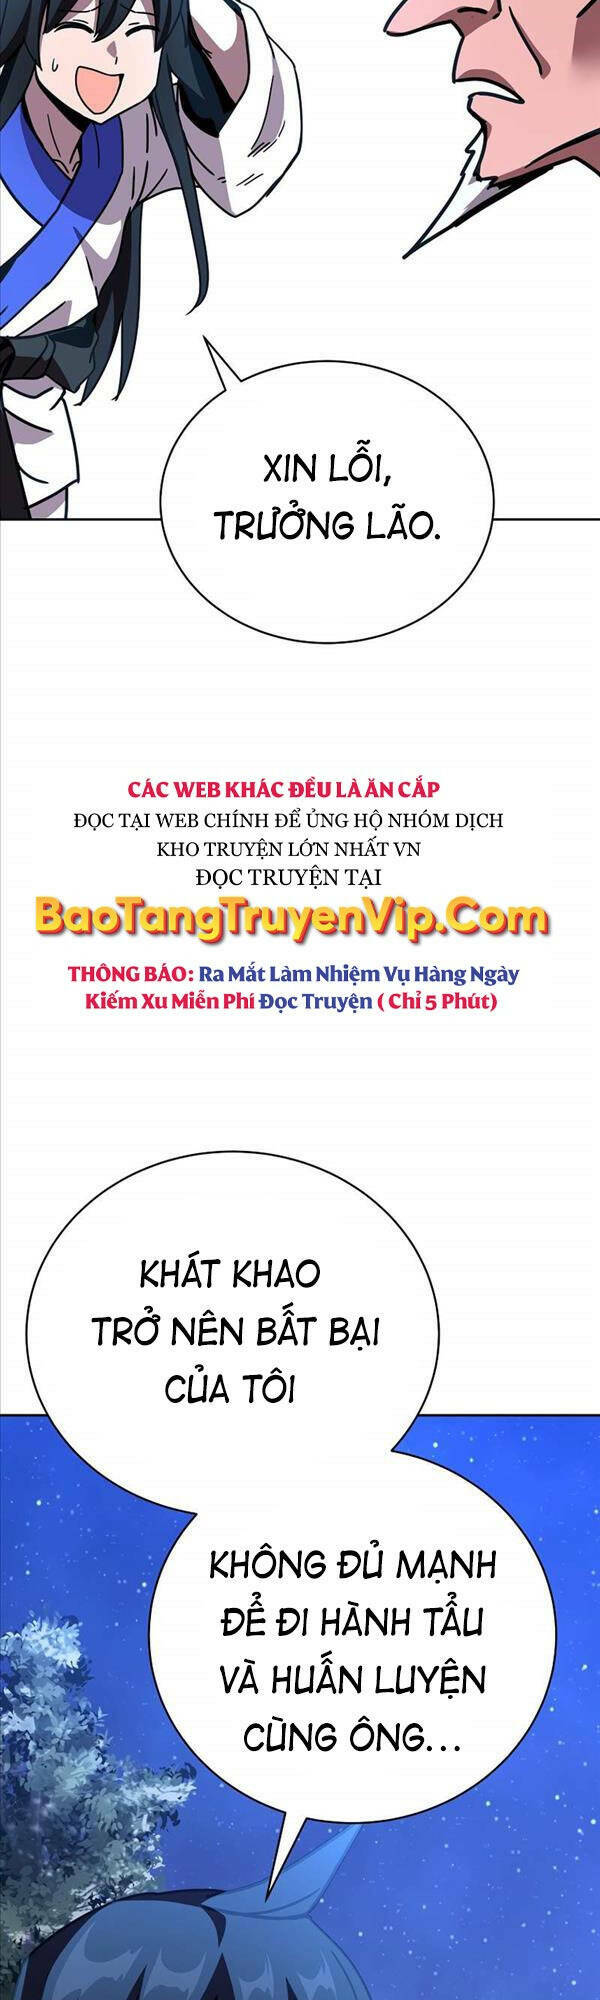 XIN LỖI,
TRƯỞNG LÃO.
CÁC WEB KHÁC ĐỀU LÀ ĂN CẮP
ĐỌC TẠI WEB CHÍNH ĐỂ ỦNG HỘ NHÓM DỊCH
KHO TRUYỆN LỚN NHẤT VN
ĐỌC TRUYỆN TẠI
BaoTangTruyenVip.Com
THÔNG BÁO: Ra Mắt Làm Nhiệm Vụ Hàng Ngày
Kiếm Xu Miễn Phí Đọc Truyện ( Chỉ 5 Phút)
KHÁT KHAO
TRỞ NÊN BẤT BẠI
CỦA TÔI
KHÔNG ĐỦ MẠNH
ĐỂ ĐI HÀNH TẨU
VÀ HUẤN LUYỆN
CÙNG ÔNG...